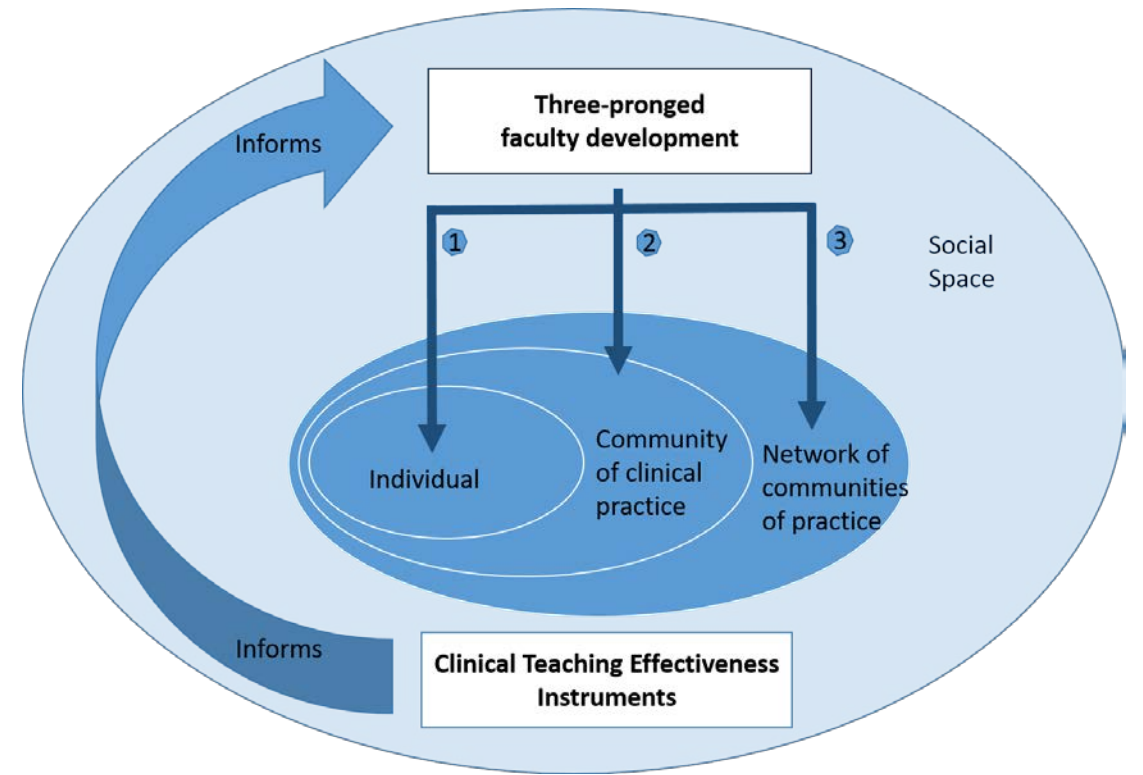 Three-pronged
faculty development
Informs
1
2
3
Social
Space
Individual
Community
of clinical
practice
Network of
communities
of practice
Informs
Clinical Teaching Effectiveness
Instruments